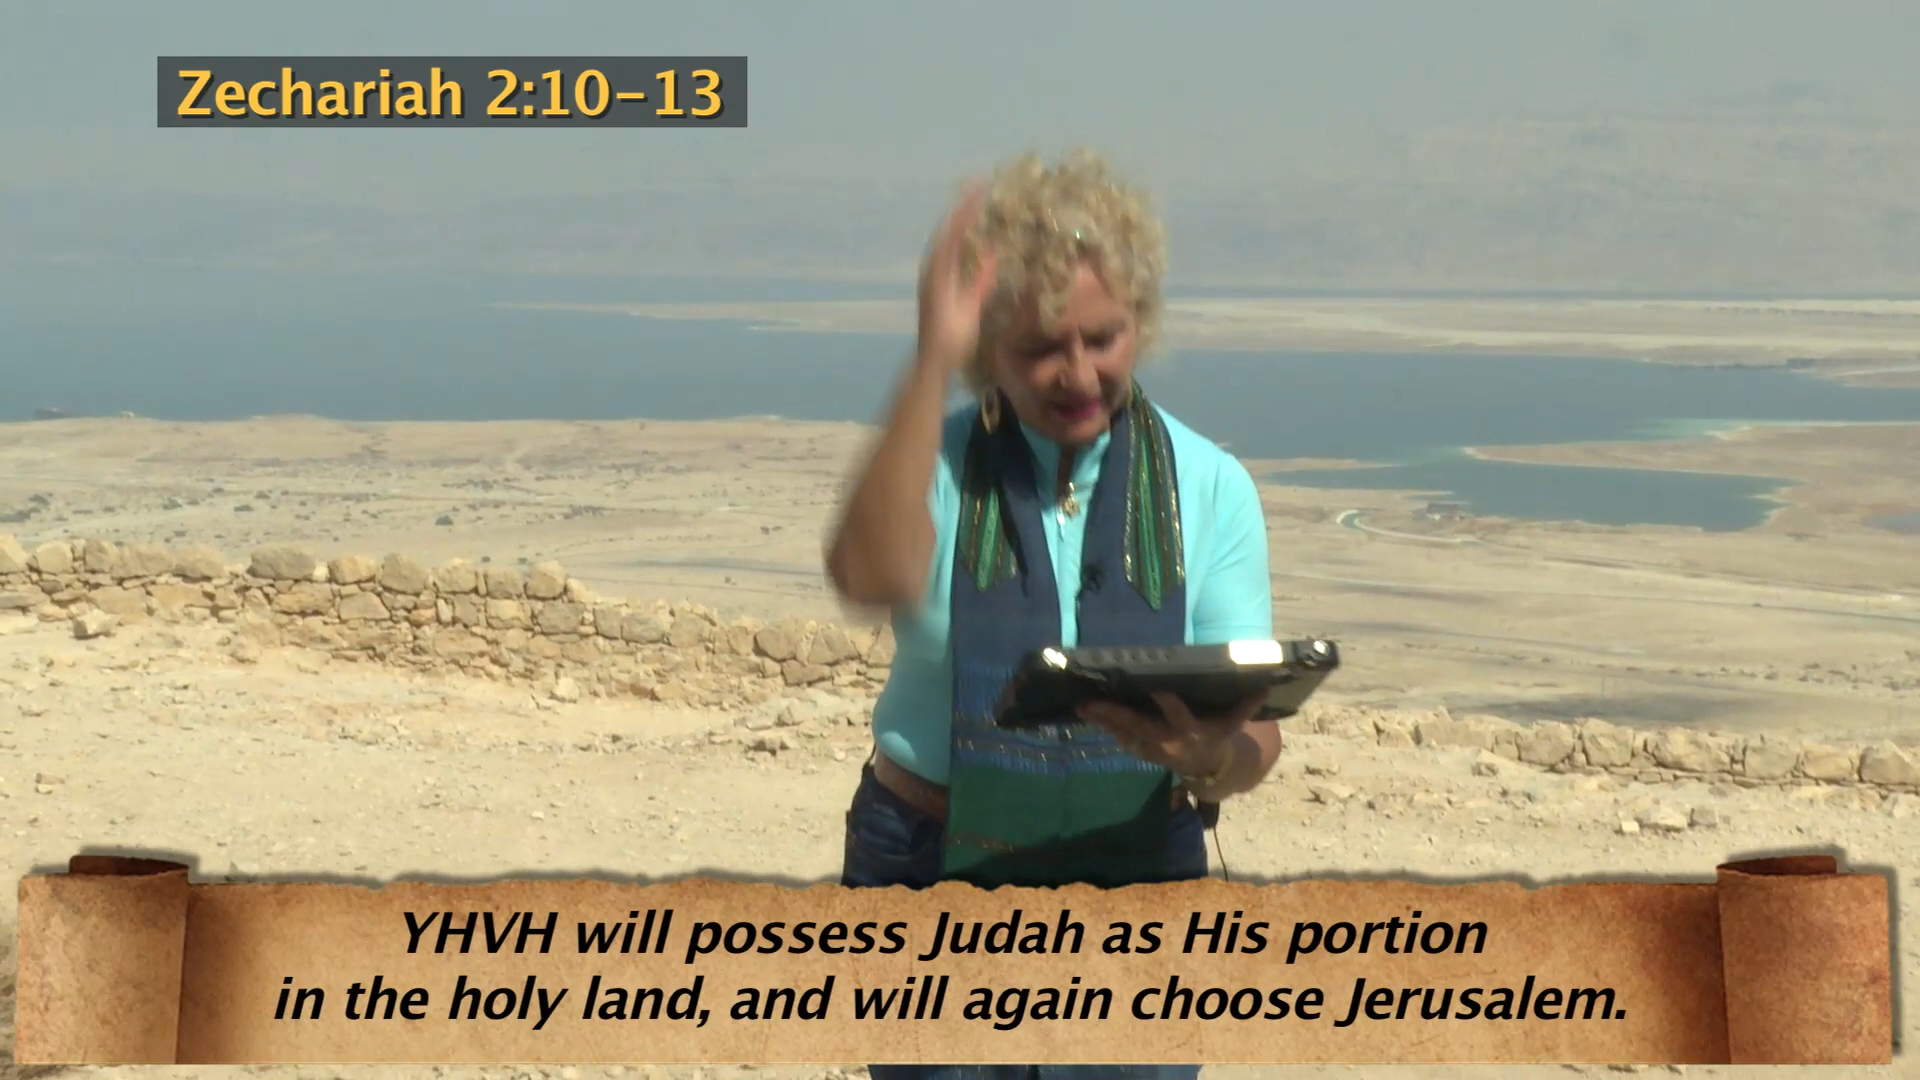 Zechariah 2:10-13
YHVH will possess Judah as His portion
in the holy land, and will again choose Jerusalem.